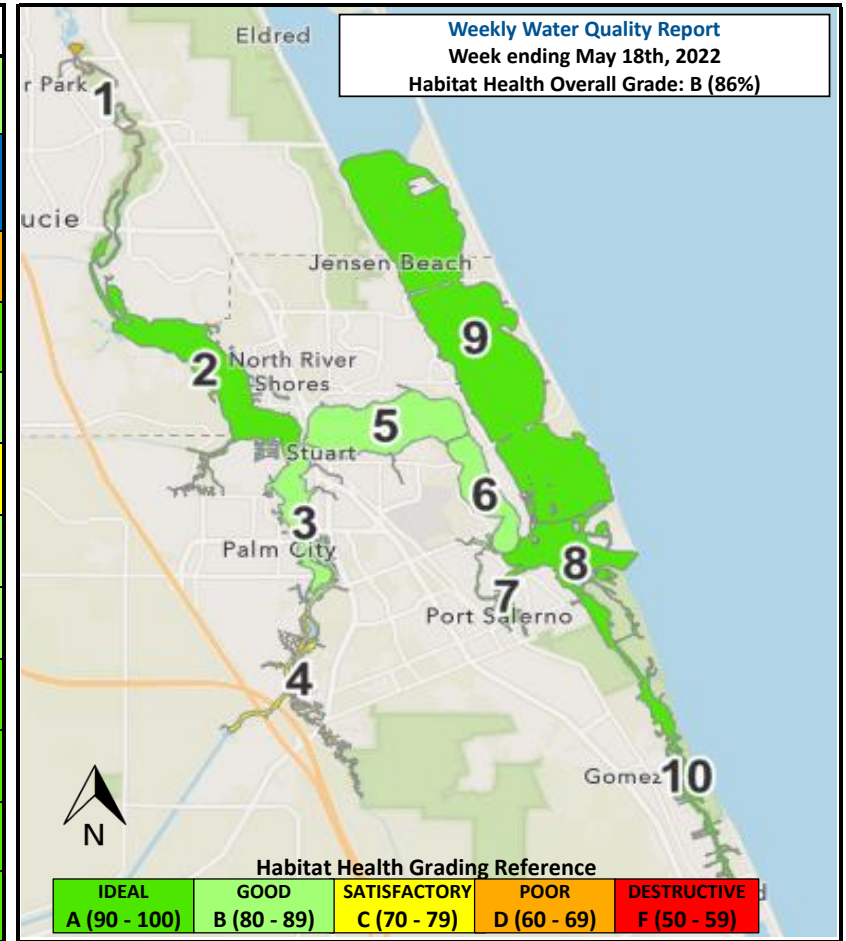 Weekly Water Quality Report
Week ending May 18th, 2022
Habitat Health Overall Grade: B (86%)
Eldred
r Park
1
ucie
Jensen Beach
9
2
North River
Shores
5
Stuart
6
3
Palm City
8
7
Port Salerno
4
Gomez
10
N
Habitat Health Grading Reference
IDEAL GOOD SATISFACTORY POOR DESTRUCTIVE
A (90 - 100) B (80 - 89) C (70 - 79) D (60 - 69) F (50 - 59)